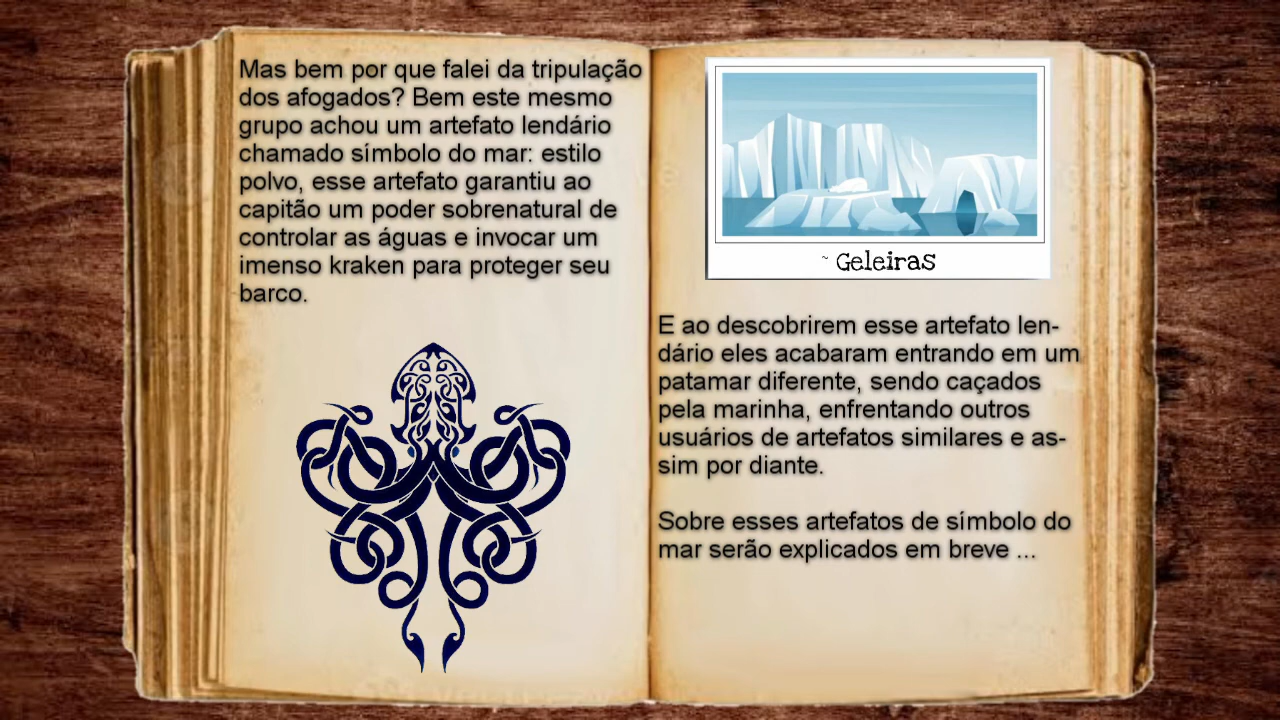 Mas bem por que falei da tripulação
dos afogados? Bem este mesmo
grupo achou um artefato lendário
chamado símbolo do mar: estilo
polvo, esse artefato garantiu ao
capitão um poder sobrenatural de
controlar as águas e invocar um
imenso kraken para proteger seu
barco.
~ Geleiras
E ao descobrirem esse artefato len-
dário eles acabaram entrando em um
patamar diferente, sendo caçados
pela marinha, enfrentando outros
usuários de artefatos similares e as-
sim por diante.
Sobre esses artefatos de símbolo do
mar serão explicados em breve ...